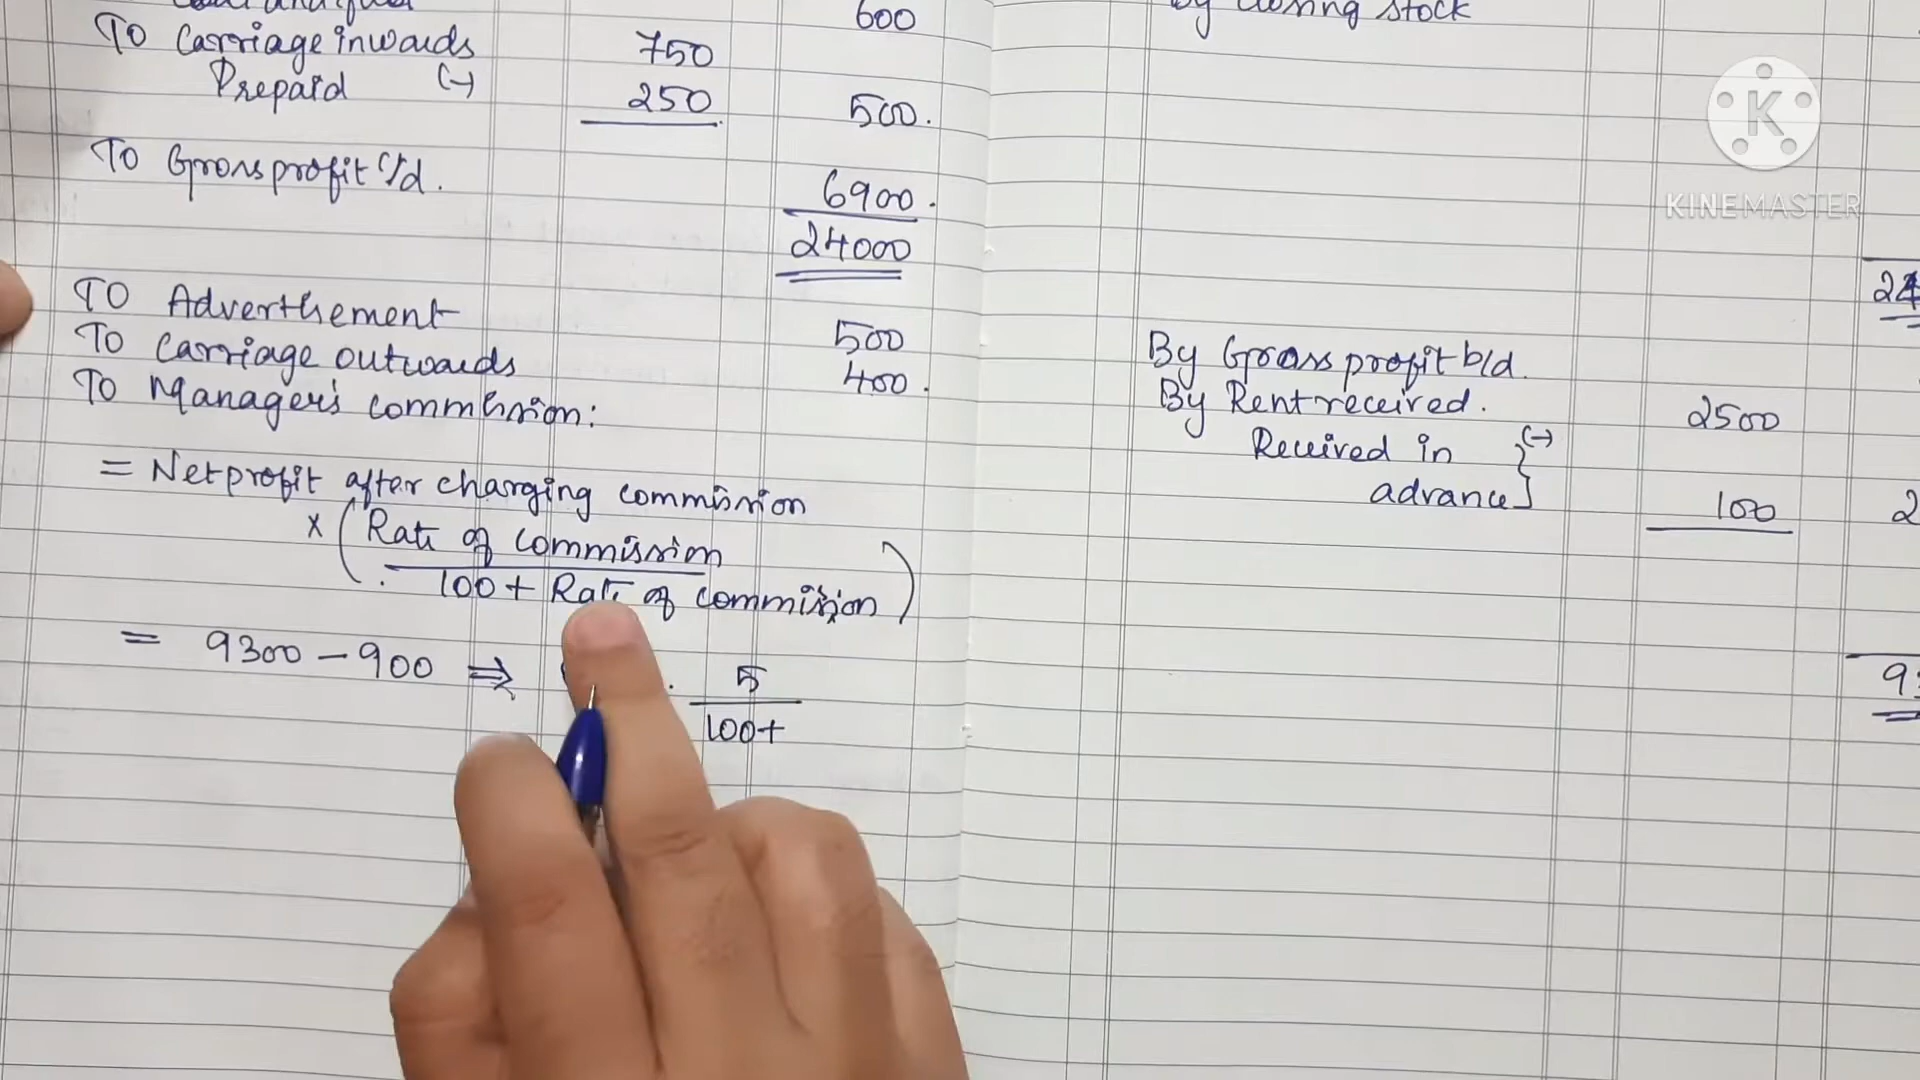 600
To Carriage inwards 750
Prepaid (-) 250 500.
To Gross profit c/d. 6900.
24000
To Advertisement 500
To Carriage outwards 400.
To Manager's commission:
= Net profit after charging commission
x ( Rate of commission
100 + Rate of commission )
= 9300 - 900 ⇒ 5
100+
By closing stock
By Gross profit b/d.
By Rent received. 2500
Received in } (-)
advance 100 2
K
KINEMASTER